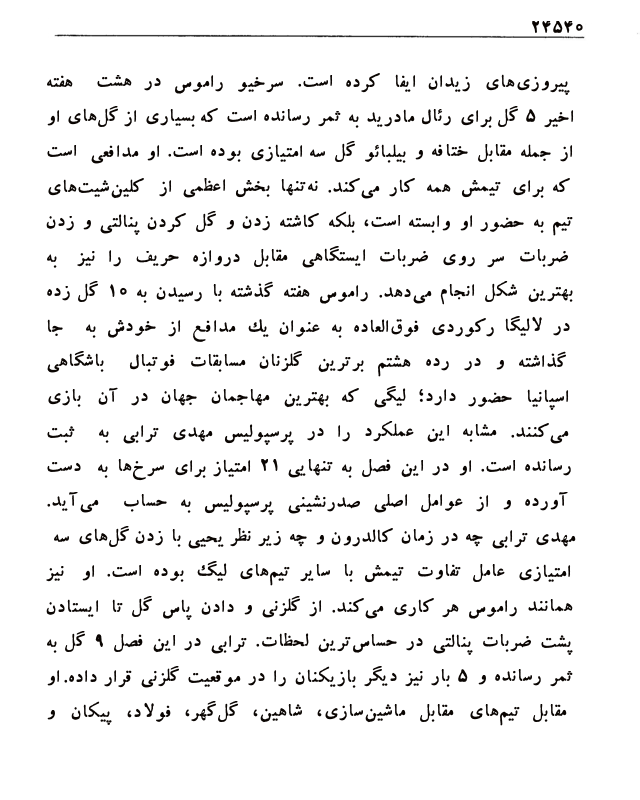 ۲۴۵۴۰
پیروزی‌های زیدان ایفا کرده است. سرخیو راموس در هشت هفته
اخیر ۵ گل برای رئال مادرید به ثمر رسانده است که بسیاری از گل‌های او
از جمله مقابل ختافه و بیلبائو گل سه امتیازی بوده است. او مدافعی است
که برای تیمش همه کار می‌کند. نه‌تنها بخش اعظمی از کلین‌شیت‌های
تیم به حضور او وابسته است، بلکه کاشته زدن و گل کردن پنالتی و زدن
ضربات سر روی ضربات ایستگاهی مقابل دروازه حریف را نیز به
بهترین شکل انجام می‌دهد. راموس هفته گذشته با رسیدن به ۱۰ گل زده
در لالیگا رکوردی فوق‌العاده به عنوان یك مدافع از خودش به جا
گذاشته و در رده هشتم برترین گلزنان مسابقات فوتبال باشگاهی
اسپانیا حضور دارد؛ لیگی که بهترین مهاجمان جهان در آن بازی
می‌کنند. مشابه این عملکرد را در پرسپولیس مهدی ترابی به ثبت
رسانده است. او در این فصل به تنهایی ۲۱ امتیاز برای سرخ‌ها به دست
آورده و از عوامل اصلی صدرنشینی پرسپولیس به حساب می‌آید.
مهدی ترابی چه در زمان کالدرون و چه زیر نظر یحیی با زدن گل‌های سه
امتیازی عامل تفاوت تیمش با سایر تیم‌های لیگ بوده است. او نیز
همانند راموس هر کاری می‌کند. از گلزنی و دادن پاس گل تا ایستادن
پشت ضربات پنالتی در حساس‌ترین لحظات. ترابی در این فصل ۹ گل به
ثمر رسانده و ۵ بار نیز دیگر بازیکنان را در موقعیت گلزنی قرار داده. او
مقابل تیم‌های مقابل ماشین‌سازی، شاهین، گل‌گهر، فولاد، پیکان و